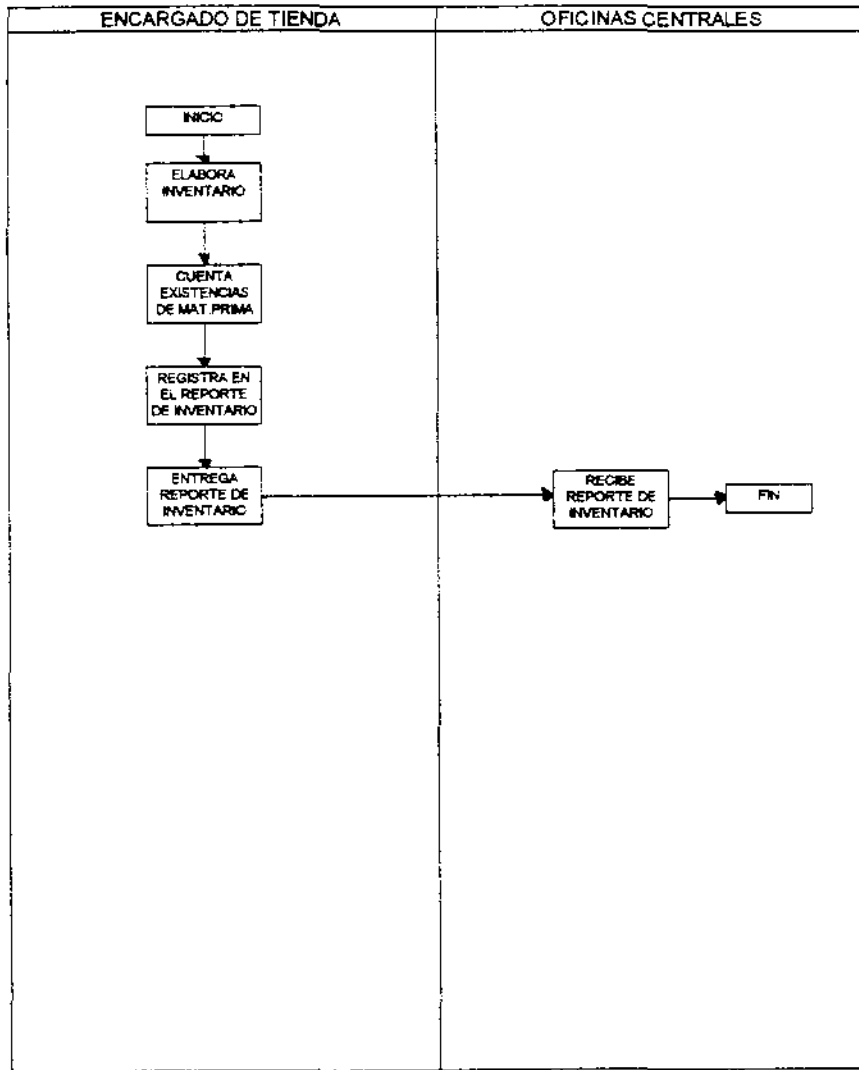 ENCARGADO DE TIENDA
OFICINAS CENTRALES
INICIO
ELABORA
INVENTARIO
CUENTA
EXISTENCIAS
DE MAT.PRIMA
REGISTRA EN
EL REPORTE
DE INVENTARIO
ENTREGA
REPORTE DE
INVENTARIO
RECIBE
REPORTE DE
INVENTARIO
FIN